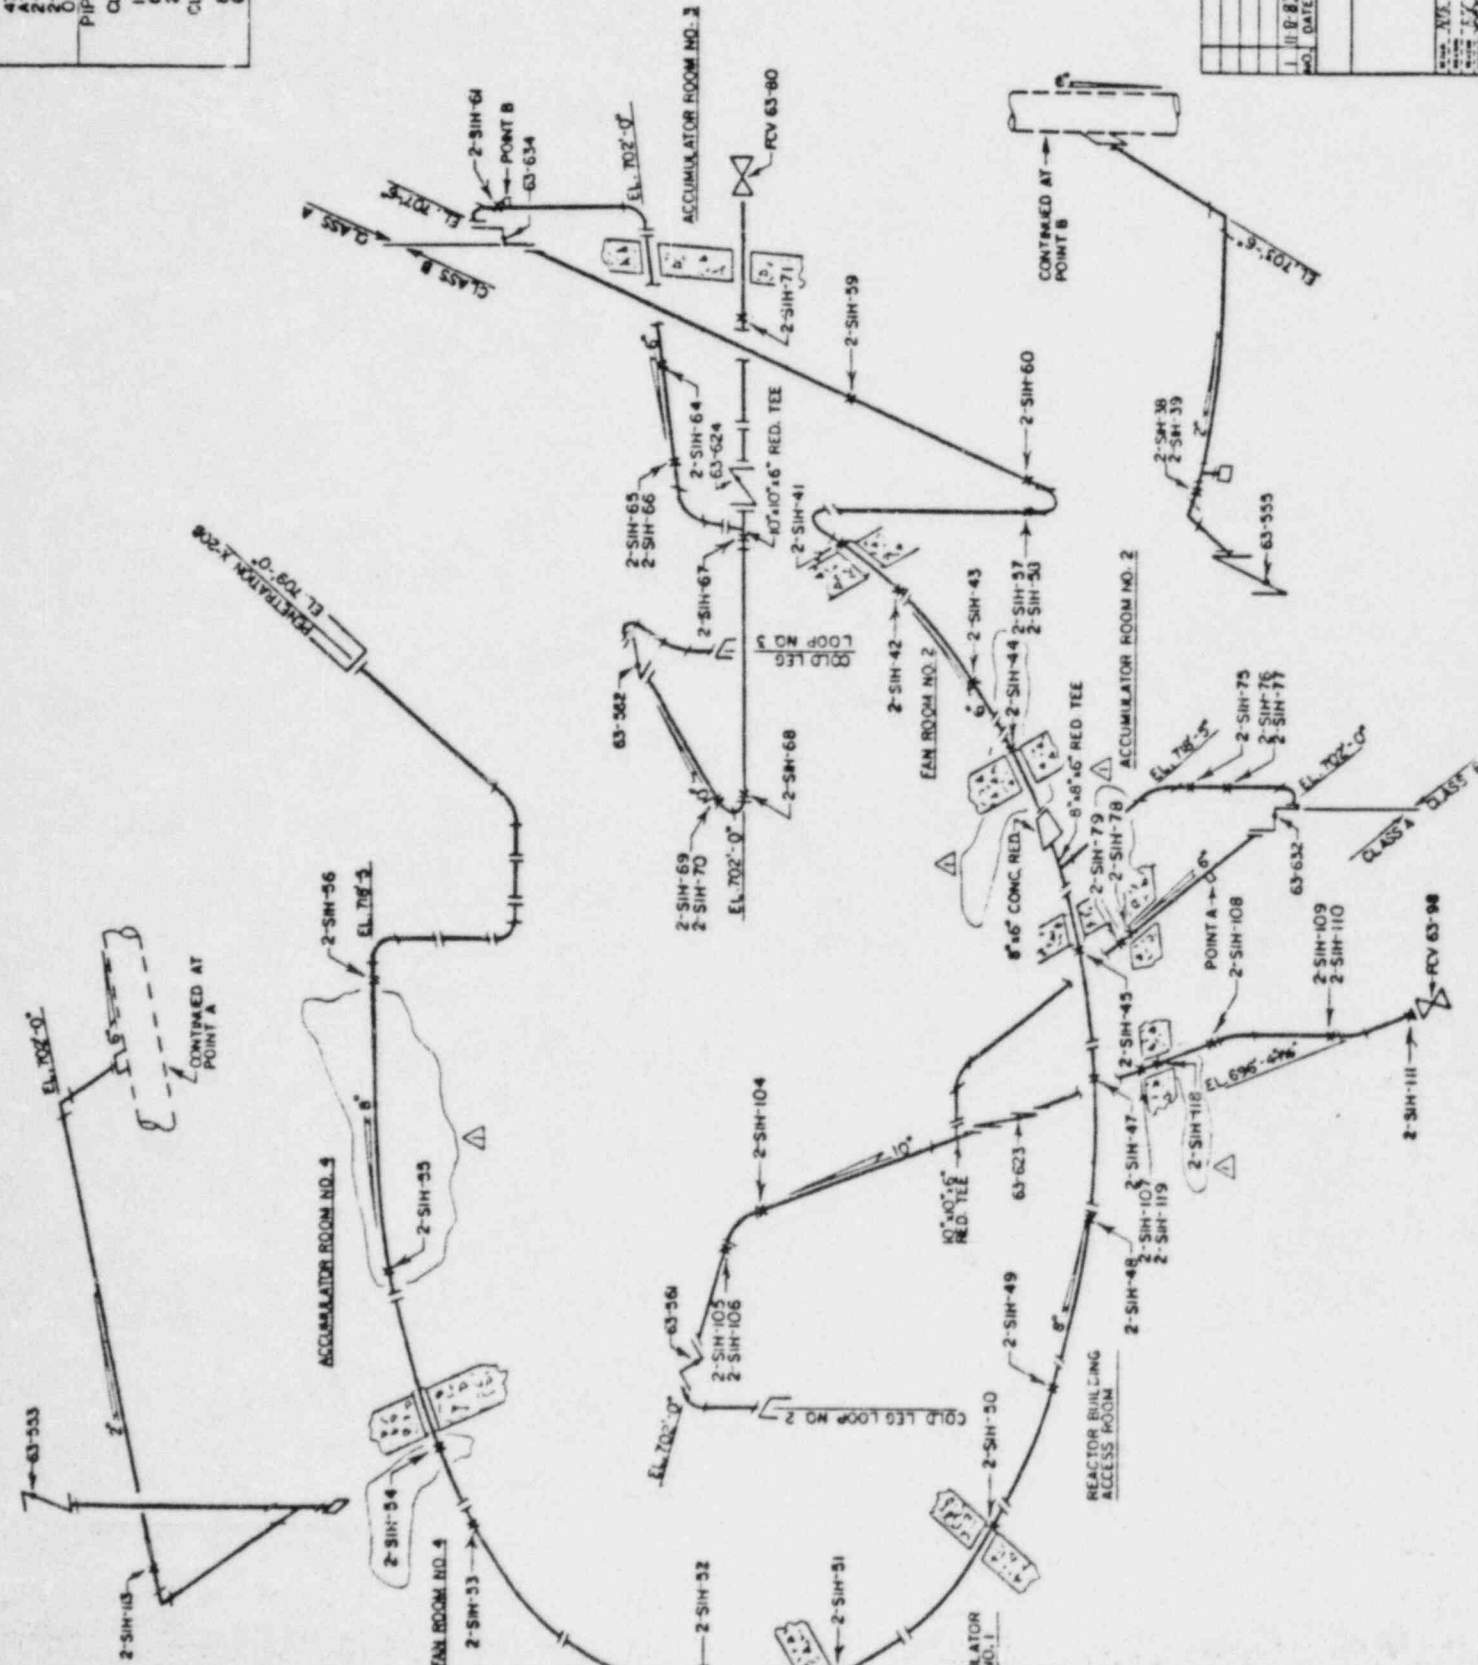 2-SIH-61
POINT B
63-634
EL. 707'-6"
CLASS A
CLASS B
EL. 702'-0"
ACCUMULATOR ROOM NO. 3
FCV 63-80
2-SIH-71
2-SIH-59
2-SIH-60
6"
2-SIH-64
63-624
10"x10"x6" RED. TEE
2-SIH-65
2-SIH-66
2-SIH-67
2-SIH-41
COLD LEG
LOOP NO. 3
63-562
2-SIH-68
2-SIH-69
2-SIH-70
EL. 702'-0"
2-SIH-42
FAN ROOM NO. 2
2-SIH-43
6"
2-SIH-44
2-SIH-57
CONTINUED AT
POINT B
6"
EL. 703'-6"
2"
2-SIH-38
2-SIH-39
63-555
PENETRATION X-
EL. 709'-0"
2-SIH-56
8"
2-SIH-55
ACCUMULATOR ROOM NO. 4
2-SIH-54
2-SIH-53
FAN ROOM NO. 4
2-SIH-52
2-SIH-51
2-SIH-50
REACTOR BUILDING
ACCESS ROOM
2-SIH-49
8"
2-SIH-48
2-SIH-47
2-SIH-107
2-SIH-119
2-SIH-118
2-SIH-45
8"x6" CONC. RED.
8"x8"x6" RED TEE
2-SIH-79
2-SIH-78
ACCUMULATOR ROOM NO. 2
EL. 718'-5"
2-SIH-75
2-SIH-76
2-SIH-77
EL. 702'-0"
CLASS A
63-632
6"
POINT A
2-SIH-108
2-SIH-109
2-SIH-110
FCV 63-98
2-SIH-111
10"x10"x6"
RED. TEE
63-623
10"
2-SIH-104
2-SIH-105
2-SIH-106
63-561
EL. 702'-0"
COLD LEG LOOP NO. 2
EL. 702'-0"
CONTINUED AT
POINT A
2"
63-553
2-SIH-113
NO.
DATE